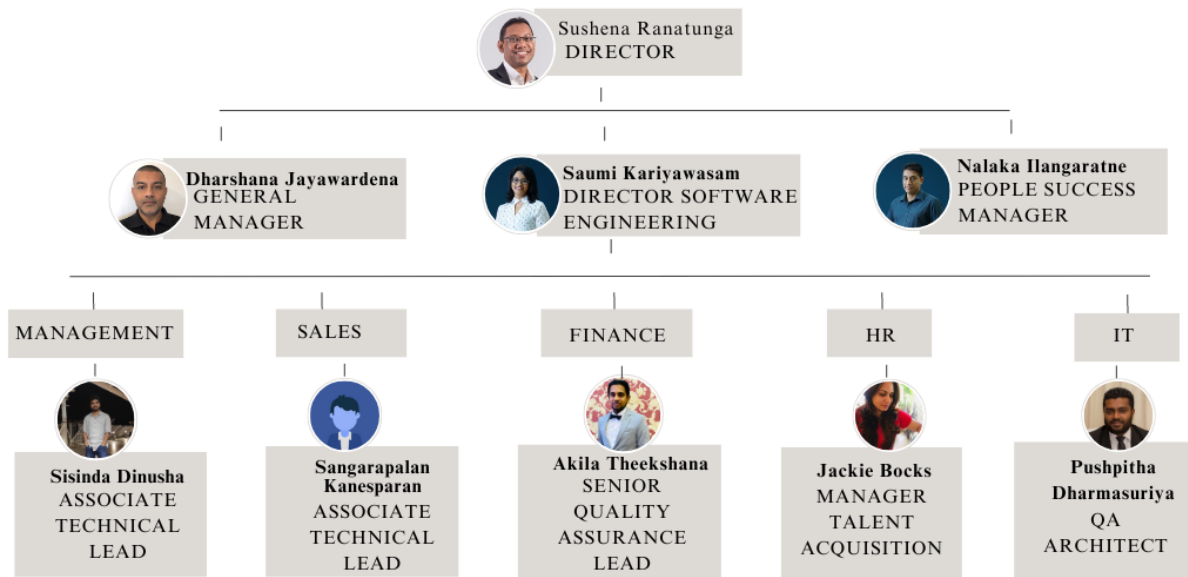 Sushena Ranatunga
DIRECTOR
Dharshana Jayawardena
GENERAL
MANAGER
Saumi Kariyawasam
DIRECTOR SOFTWARE
ENGINEERING
Nalaka Ilangaratne
PEOPLE SUCCESS
MANAGER
MANAGEMENT
SALES
FINANCE
HR
IT
Sisinda Dinusha
ASSOCIATE
TECHNICAL
LEAD
Sangarapalan
Kanesparan
ASSOCIATE
TECHNICAL
LEAD
Akila Theekshana
SENIOR
QUALITY
ASSURANCE
LEAD
Jackie Bocks
MANAGER
TALENT
ACQUISITION
Pushpitha
Dharmasuriya
QA
ARCHITECT